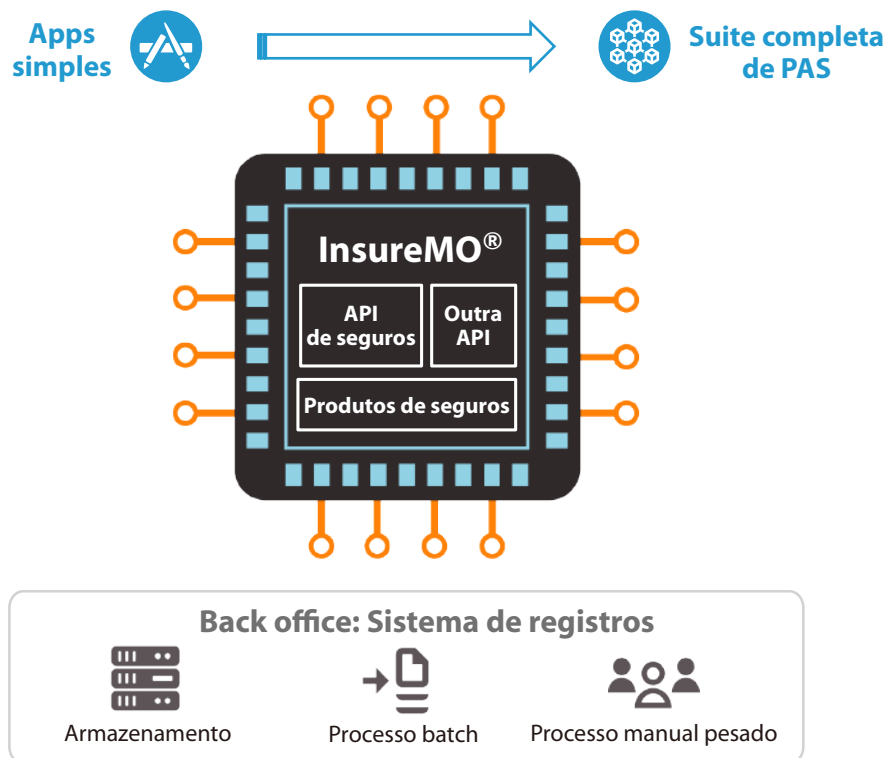 Apps
simples
Suite completa
de PAS
InsureMO®
API
de seguros
Outra
API
Produtos de seguros
Back office: Sistema de registros
Armazenamento
Processo batch
Processo manual pesado